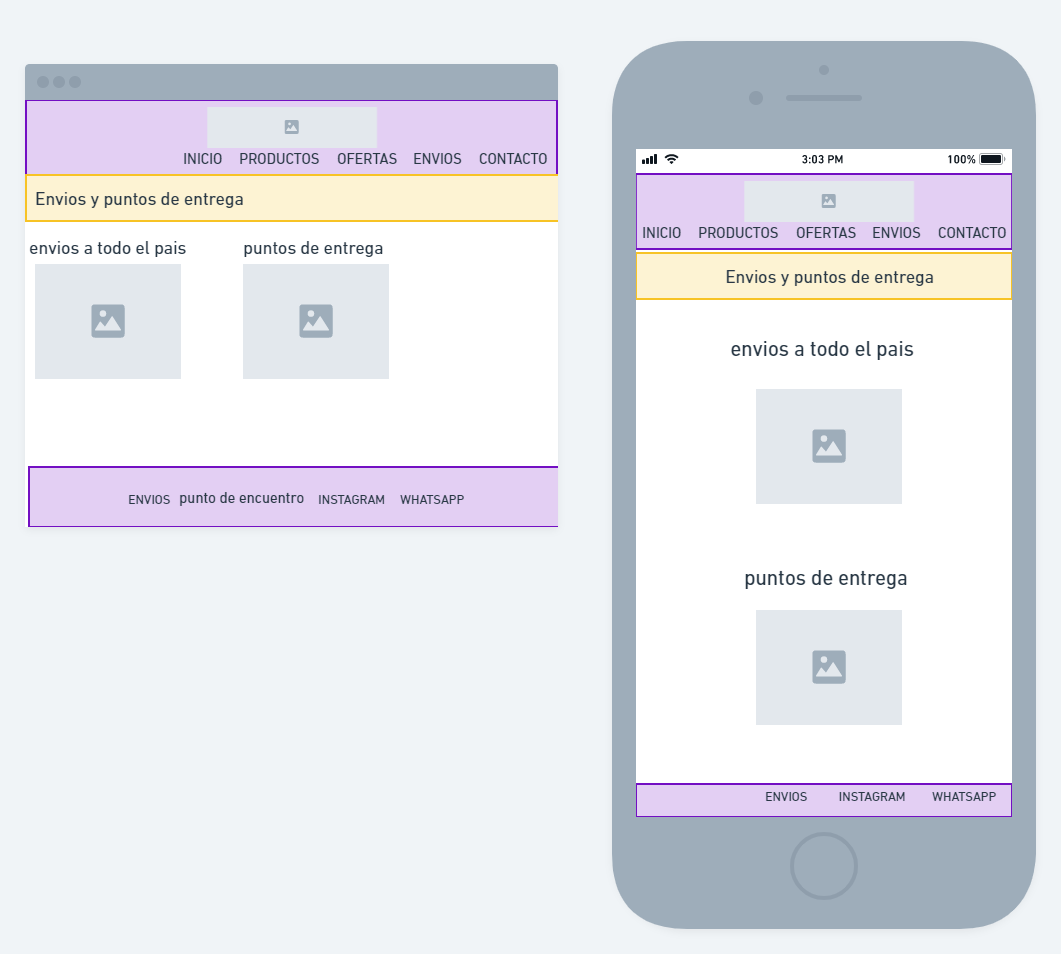 INICIO PRODUCTOS OFERTAS ENVIOS CONTACTO
Envios y puntos de entrega
envios a todo el pais puntos de entrega
ENVIOS punto de encuentro INSTAGRAM WHATSAPP
3:03 PM 100%
INICIO PRODUCTOS OFERTAS ENVIOS CONTACTO
Envios y puntos de entrega
envios a todo el pais
puntos de entrega
ENVIOS INSTAGRAM WHATSAPP